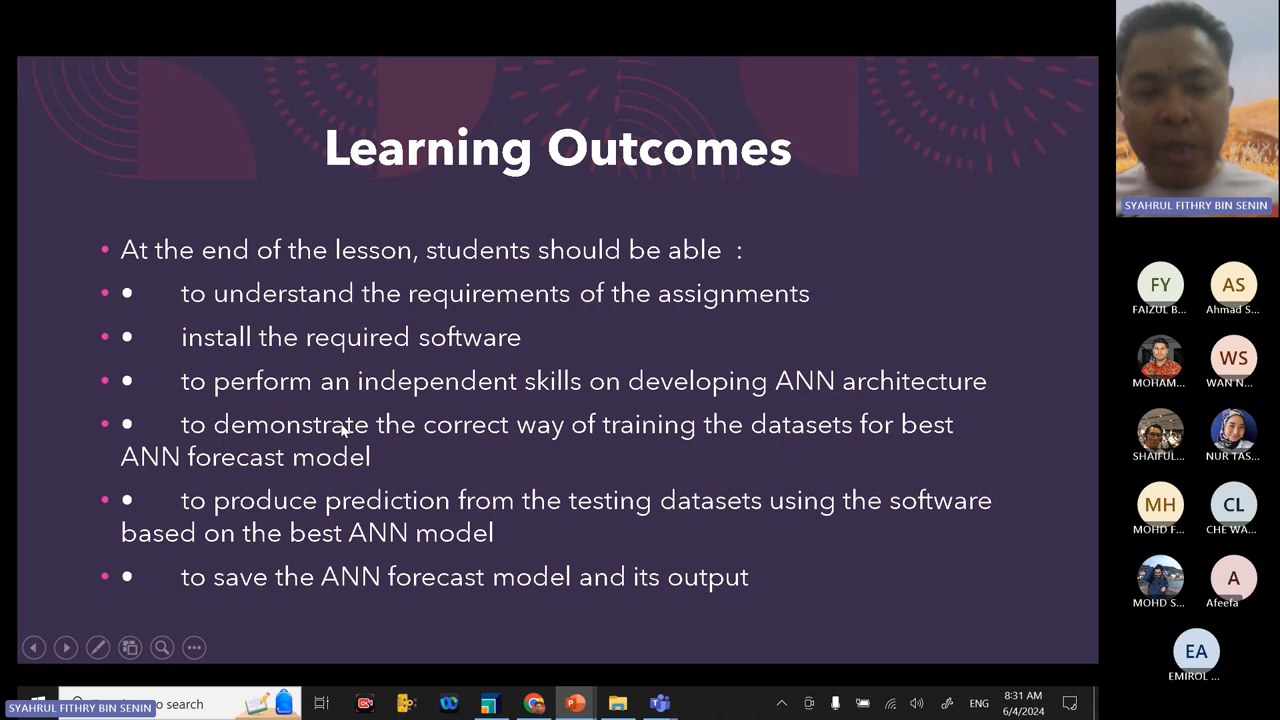 Learning Outcomes
• At the end of the lesson, students should be able :
• • to understand the requirements of the assignments
• • install the required software
• • to perform an independent skills on developing ANN architecture
• • to demonstrate the correct way of training the datasets for best
ANN forecast model
• • to produce prediction from the testing datasets using the software
based on the best ANN model
• • to save the ANN forecast model and its output
SYAHRUL FITHRY BIN SENIN
FY
AS
FAIZUL B...
Ahmad S...
WS
MOHAM...
WAN N...
SHAIFUL...
NUR TAS...
MH
CL
MOHD F...
CHE WA...
A
MOHD S...
Afeefa
EA
EMIROL ...
SYAHRUL FITHRY BIN SENIN
to search
ENG
8:31 AM
6/4/2024